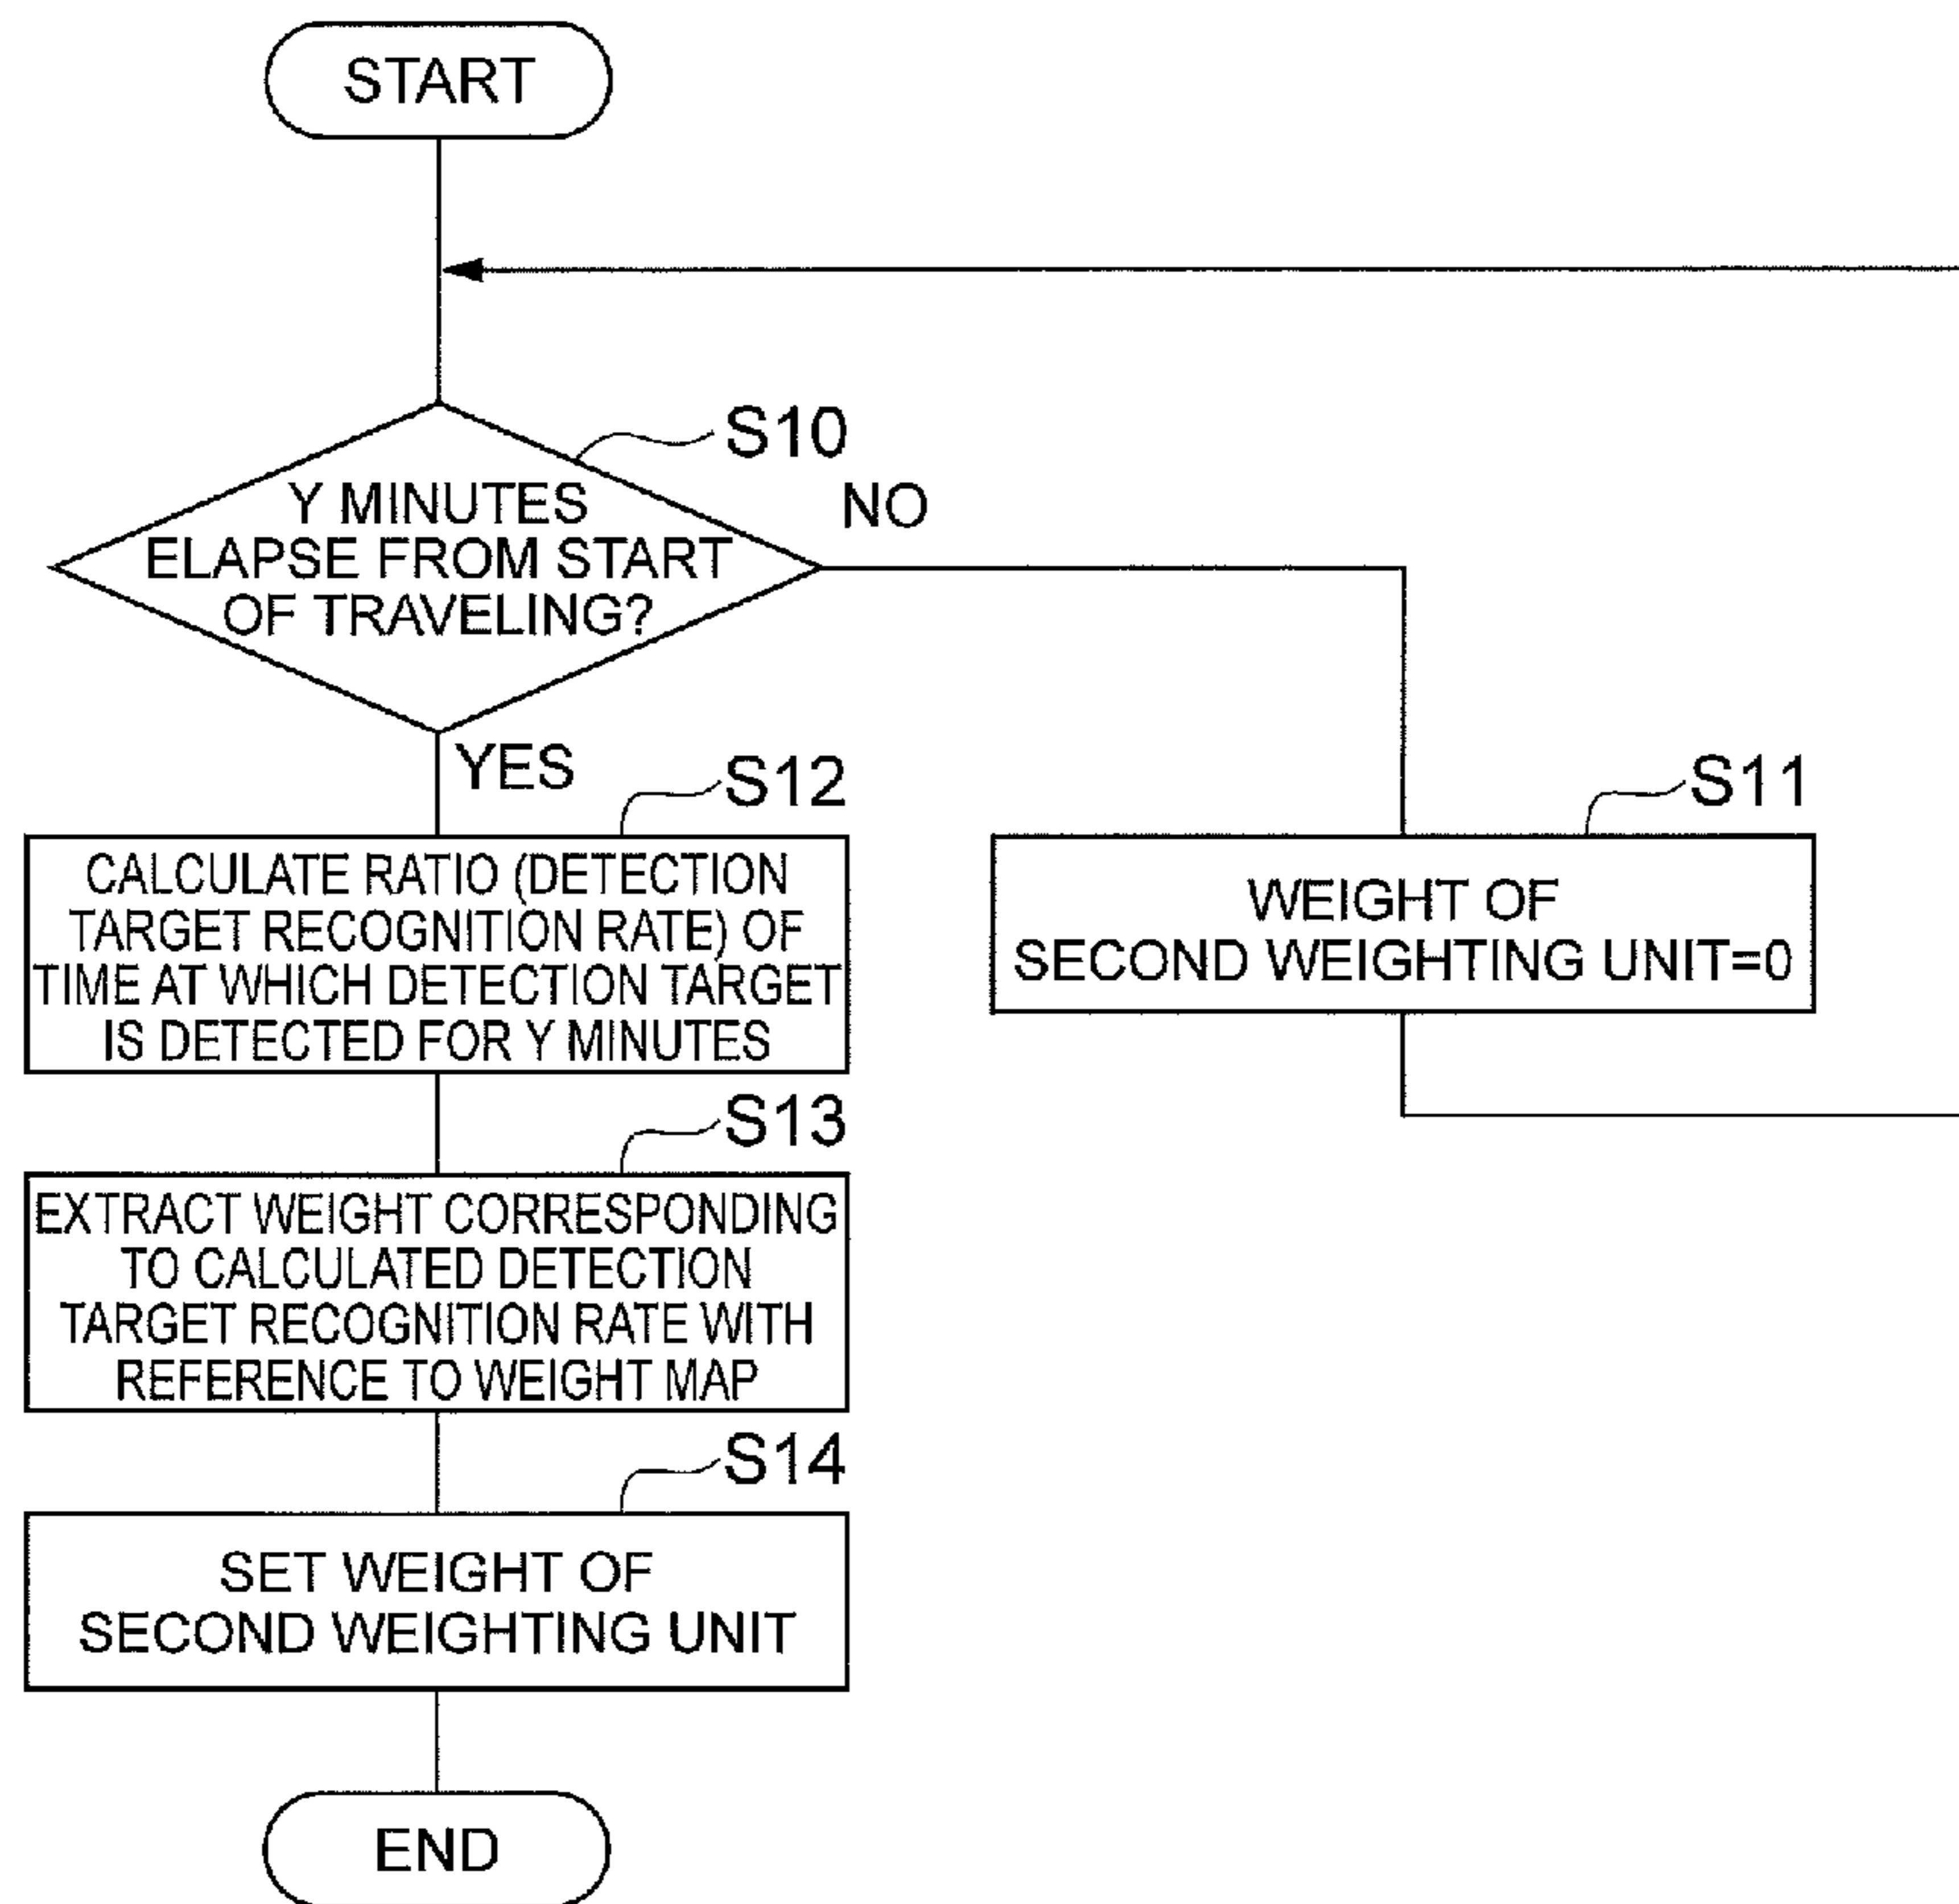 START
S10
Y MINUTES
ELAPSE FROM START
OF TRAVELING?
NO
YES
S12
CALCULATE RATIO (DETECTION
TARGET RECOGNITION RATE) OF
TIME AT WHICH DETECTION TARGET
IS DETECTED FOR Y MINUTES
S11
WEIGHT OF
SECOND WEIGHTING UNIT=0
S13
EXTRACT WEIGHT CORRESPONDING
TO CALCULATED DETECTION
TARGET RECOGNITION RATE WITH
REFERENCE TO WEIGHT MAP
S14
SET WEIGHT OF
SECOND WEIGHTING UNIT
END